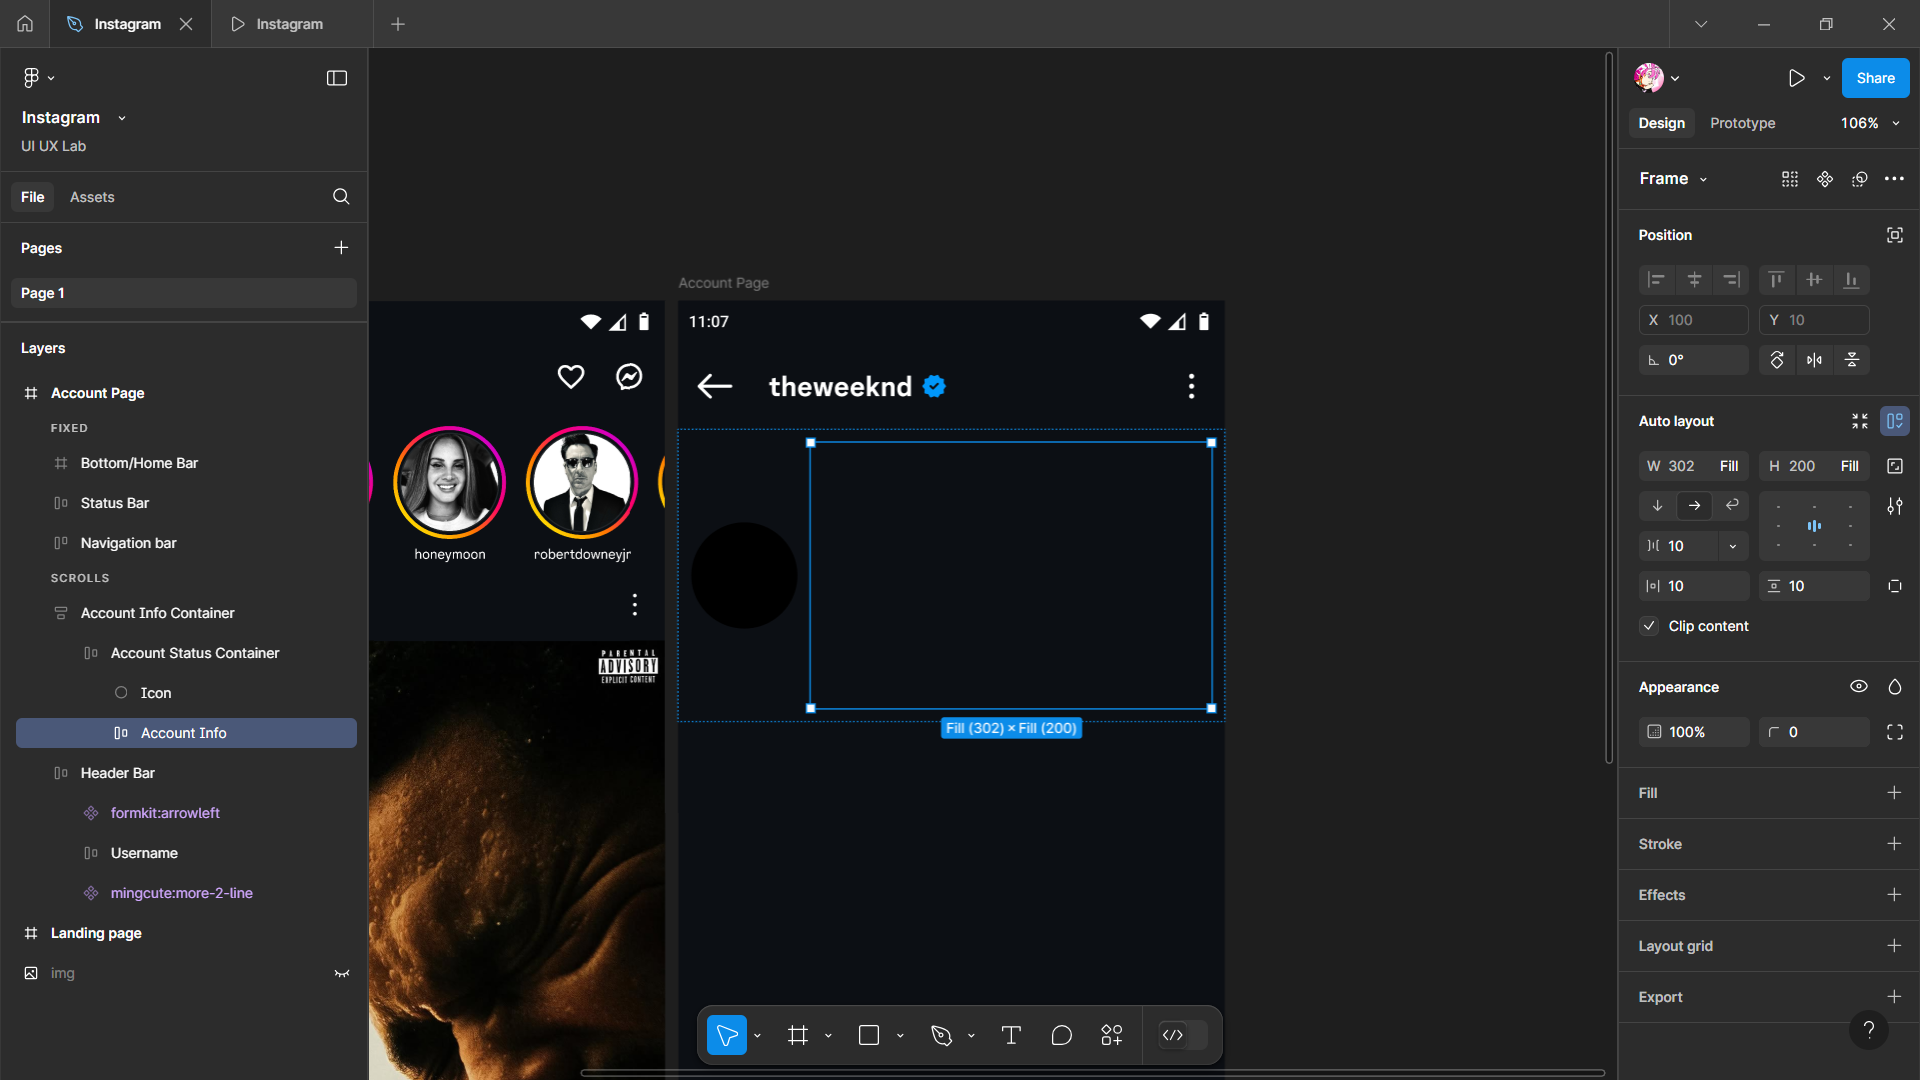 Instagram
Instagram
Instagram
UI UX Lab
File
Assets
Pages
Page 1
Layers
Account Page
FIXED
Bottom/Home Bar
Status Bar
Navigation bar
SCROLLS
Account Info Container
Account Status Container
Icon
Account Info
Header Bar
formkit:arrowleft
Username
mingcute:more-2-line
Landing page
img
honeymoon
robertdowneyjr
PARENTAL
ADVISORY
EXPLICIT CONTENT
Account Page
11:07
theweeknd
Fill (302) × Fill (200)
Share
Design
Prototype
106%
Frame
Position
X 100
Y 10
0°
Auto layout
W 302 Fill
H 200 Fill
10
10
10
Clip content
Appearance
100%
0
Fill
Stroke
Effects
Layout grid
Export
?